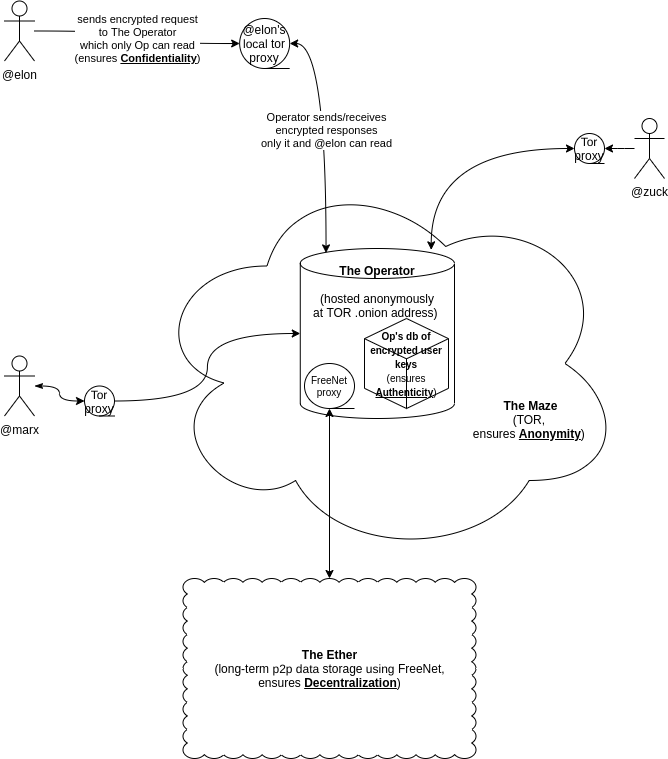 sends encrypted request
to The Operator
which only Op can read
(ensures Confidentiality)
@elon
@elon's
local tor
proxy
Operator sends/receives
encrypted responses
only it and @elon can read
Tor
proxy
@zuck
The Operator
(hosted anonymously
at TOR .onion address)
Op's db of
encrypted user
keys
(ensures
Authenticity)
FreeNet
proxy
@marx
Tor
proxy
The Maze
(TOR,
ensures Anonymity)
The Ether
(long-term p2p data storage using FreeNet,
ensures Decentralization)